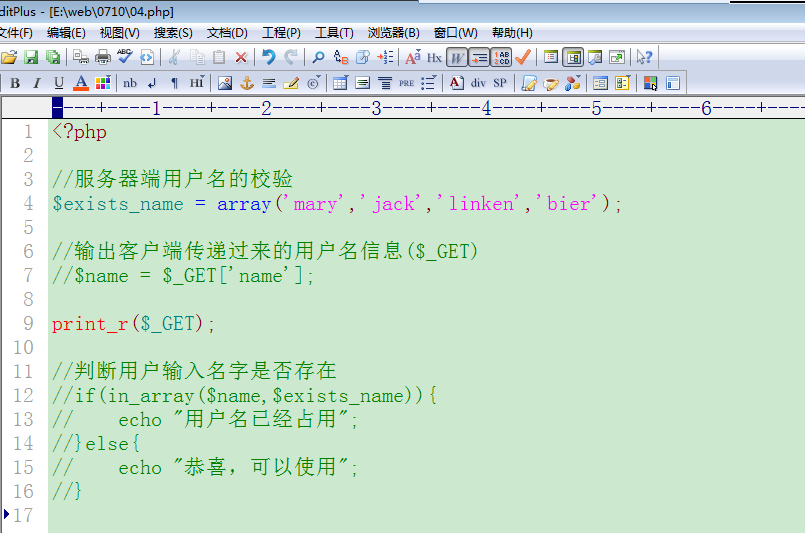 ditPlus - [E:\web\0710\04.php]
文件(F) 编辑(E) 视图(V) 搜索(S) 文档(D) 工程(P) 工具(T) 浏览器(B) 窗口(W) 帮助(H)
ABC Hx W AB CD
B I U A nb ¶ HI PRE A div SP
----+----1----+----2----+----3----+----4----+----5----+----6----+----
1 <?php
2
3 //服务器端用户名的校验
4 $exists_name = array('mary','jack','linken','bier');
5
6 //输出客户端传递过来的用户名信息($_GET)
7 //$name = $_GET['name'];
8
9 print_r($_GET);
10
11 //判断用户输入名字是否存在
12 //if(in_array($name,$exists_name)){
13 //    echo "用户名已经占用";
14 //}else{
15 //    echo "恭喜，可以使用";
16 //}
17